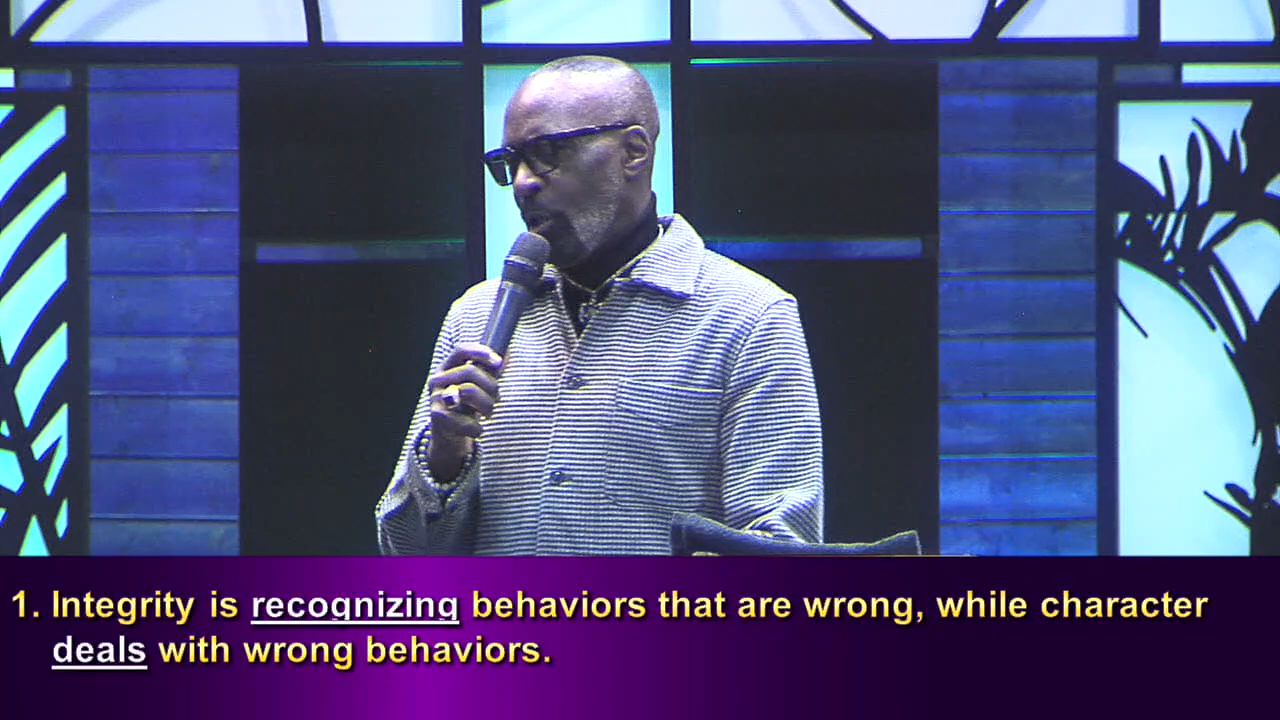 1. Integrity is recognizing behaviors that are wrong, while character
deals with wrong behaviors.